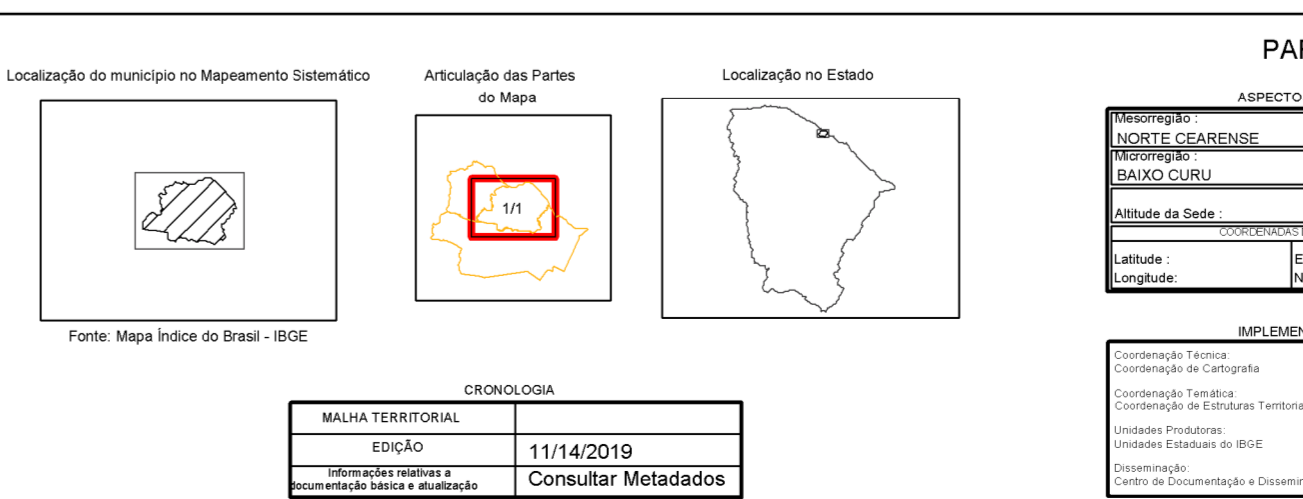 PA
Localização do município no Mapeamento Sistemático
Articulação das Partes
do Mapa
Localização no Estado
1/1
Fonte: Mapa Índice do Brasil - IBGE
CRONOLOGIA
MALHA TERRITORIAL
EDIÇÃO 11/14/2019
Informações relativas a
documentação básica e atualização
Consultar Metadados
ASPECTO
Mesorregião :
NORTE CEARENSE
Microrregião :
BAIXO CURU
Altitude da Sede :
COORDENADAS
Latitude : E
Longitude: N
IMPLEMEN
Coordenação Técnica:
Coordenação de Cartografia
Coordenação Temática:
Coordenação de Estruturas Territoria
Unidades Produtoras:
Unidades Estaduais do IBGE
Disseminação:
Centro de Documentação e Dissemin